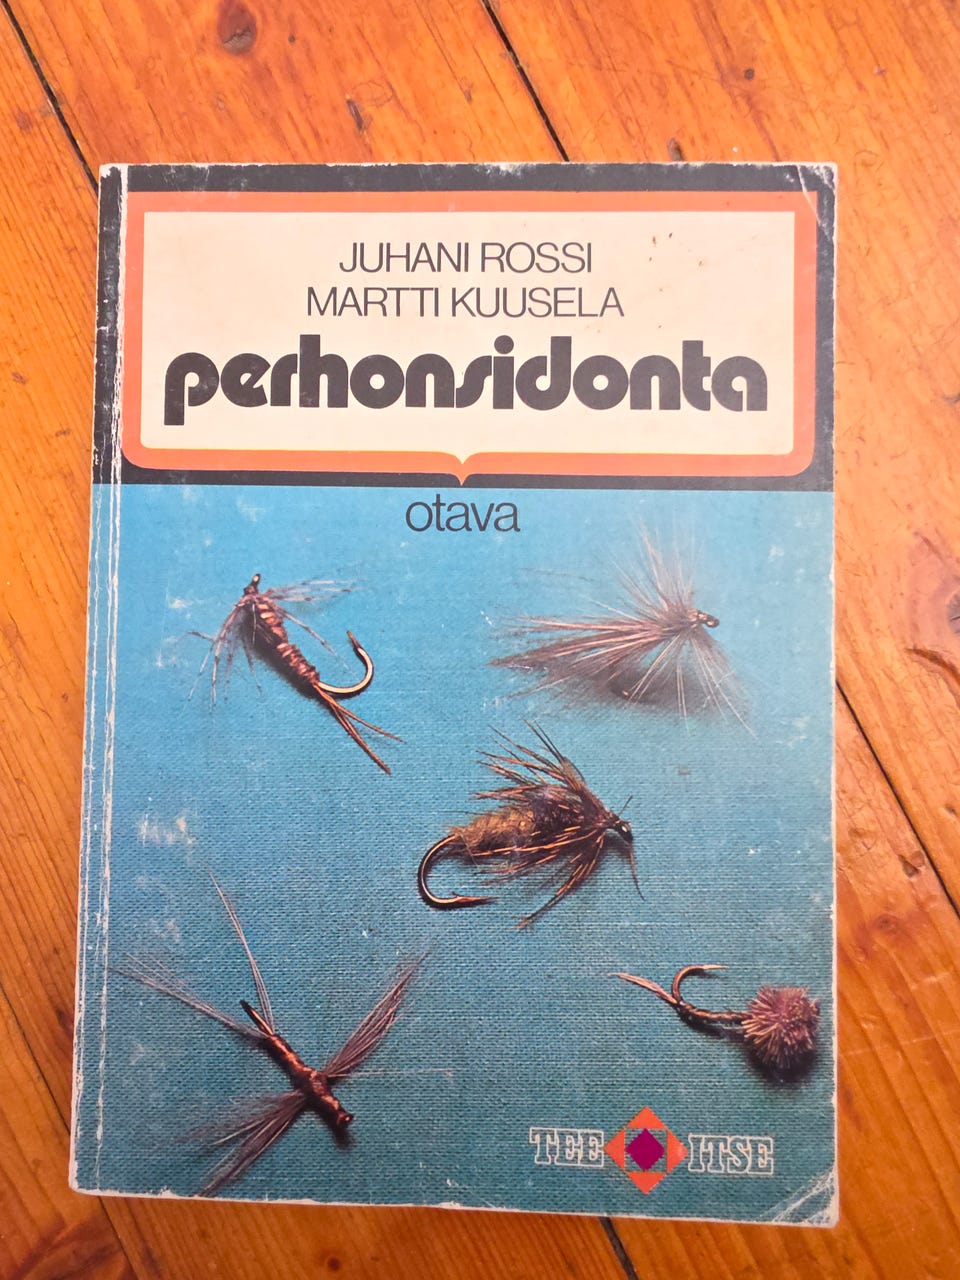 JUHANI ROSSI
MARTTI KUUSELA
perhonsidonta
otava
TEE ITSE